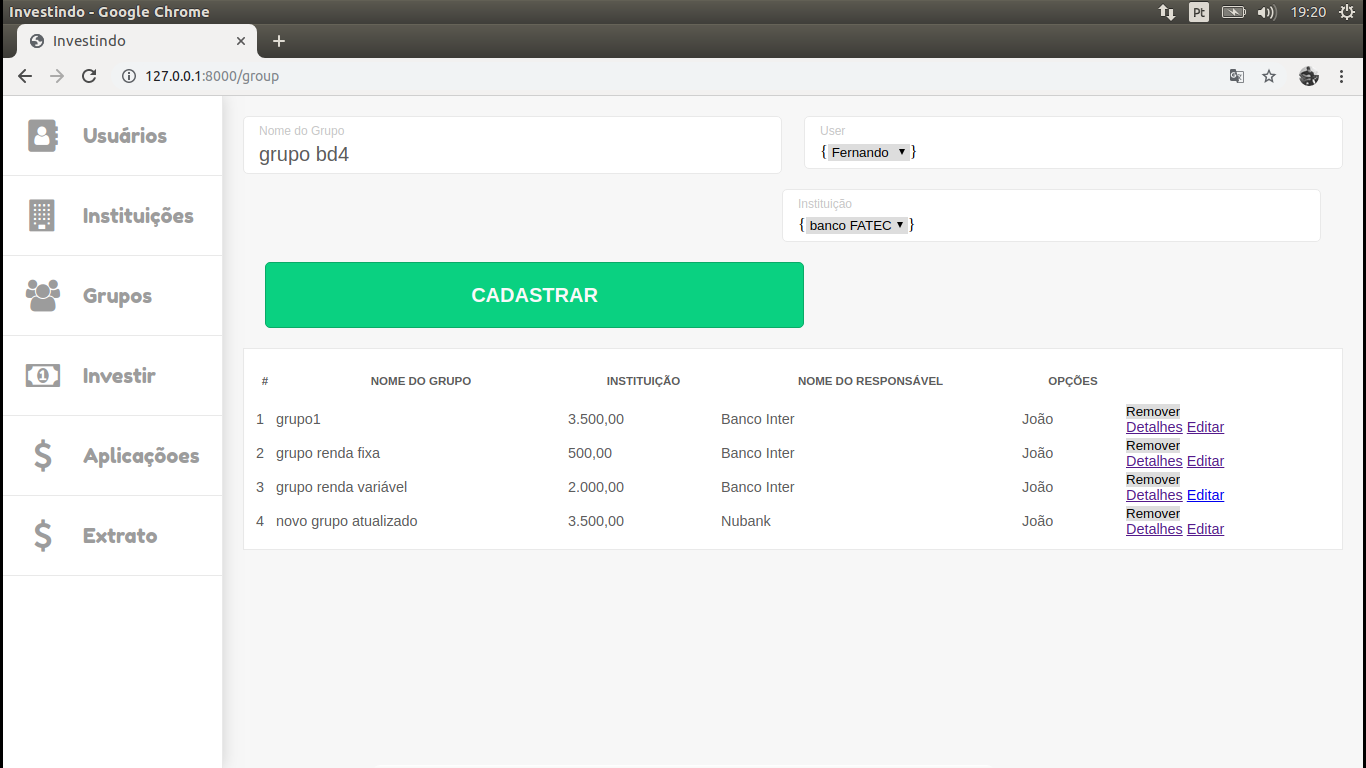 Investindo - Google Chrome
Pt
19:20
Investindo
127.0.0.1:8000/group
Usuários
Instituições
Grupos
Investir
Aplicaçõoes
Extrato
Nome do Grupo
grupo bd4
User
{ Fernando }
Instituição
{ banco FATEC }
CADASTRAR
# NOME DO GRUPO INSTITUIÇÃO NOME DO RESPONSÁVEL OPÇÕES
1 grupo1 3.500,00 Banco Inter João Remover
Detalhes Editar
2 grupo renda fixa 500,00 Banco Inter João Remover
Detalhes Editar
3 grupo renda variável 2.000,00 Banco Inter João Remover
Detalhes Editar
4 novo grupo atualizado 3.500,00 Nubank João Remover
Detalhes Editar